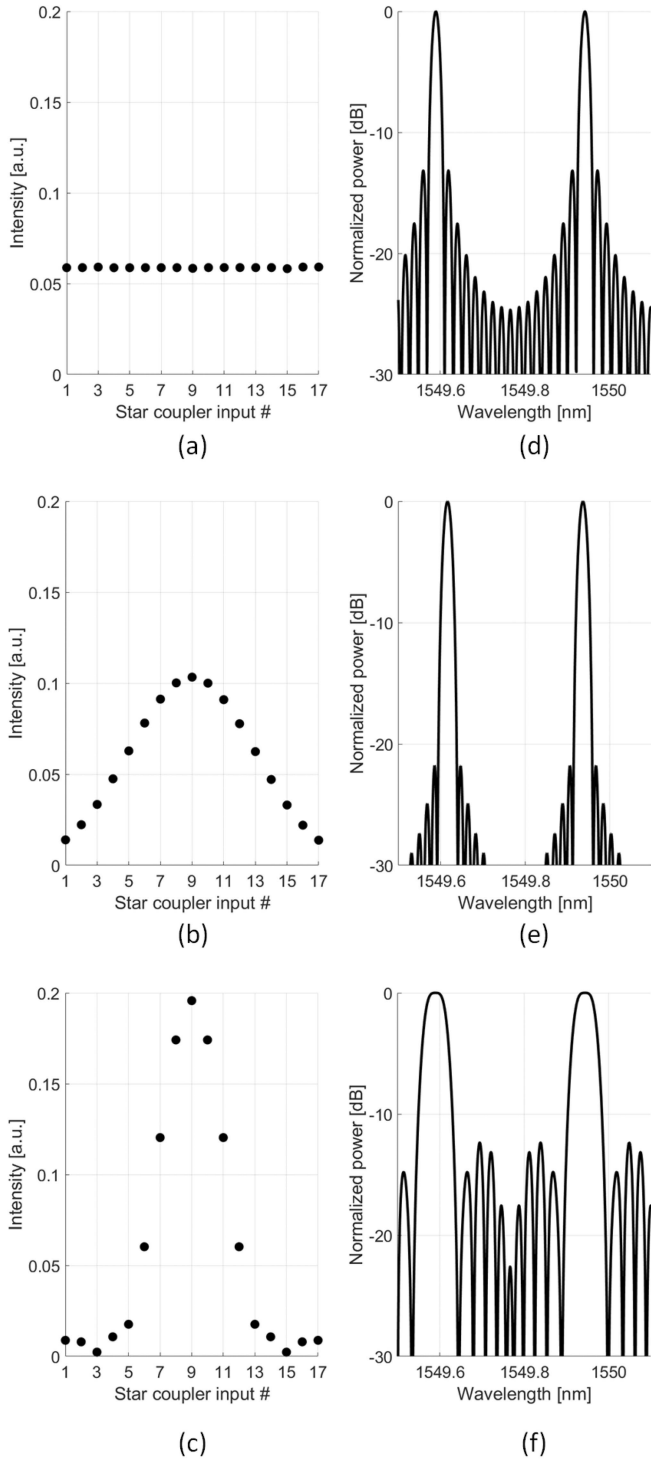 0.2
0.15
0.1
0.05
0
Intensity [a.u.]
1 3 5 7 9 11 13 15 17
Star coupler input #
(a)
0
-10
-20
-30
Normalized power [dB]
1549.6 1549.8 1550
Wavelength [nm]
(d)
0.2
0.15
0.1
0.05
0
Intensity [a.u.]
1 3 5 7 9 11 13 15 17
Star coupler input #
(b)
0
-10
-20
-30
Normalized power [dB]
1549.6 1549.8 1550
Wavelength [nm]
(e)
0.2
0.15
0.1
0.05
0
Intensity [a.u.]
1 3 5 7 9 11 13 15 17
Star coupler input #
(c)
0
-10
-20
-30
Normalized power [dB]
1549.6 1549.8 1550
Wavelength [nm]
(f)